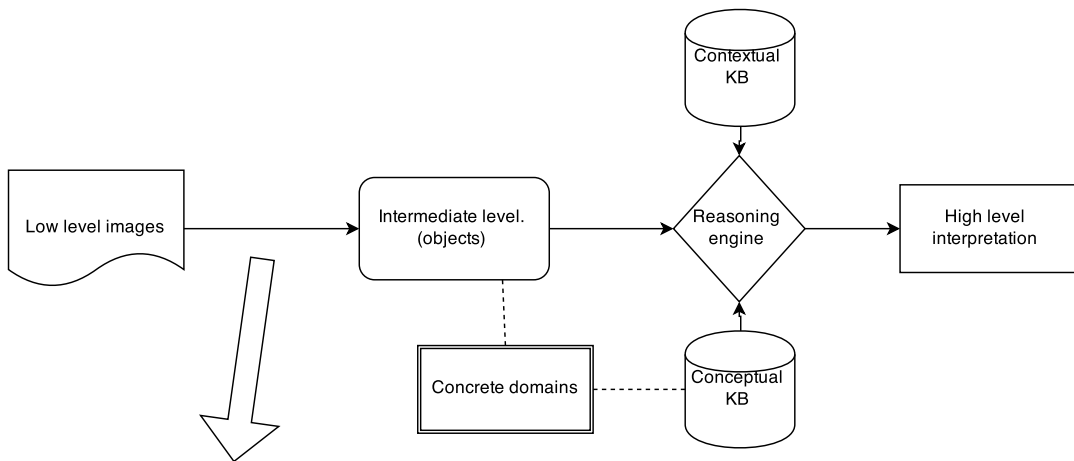 Contextual
KB
Low level images
Intermediate level.
(objects)
Reasoning
engine
High level
interpretation
Concrete domains
Conceptual
KB